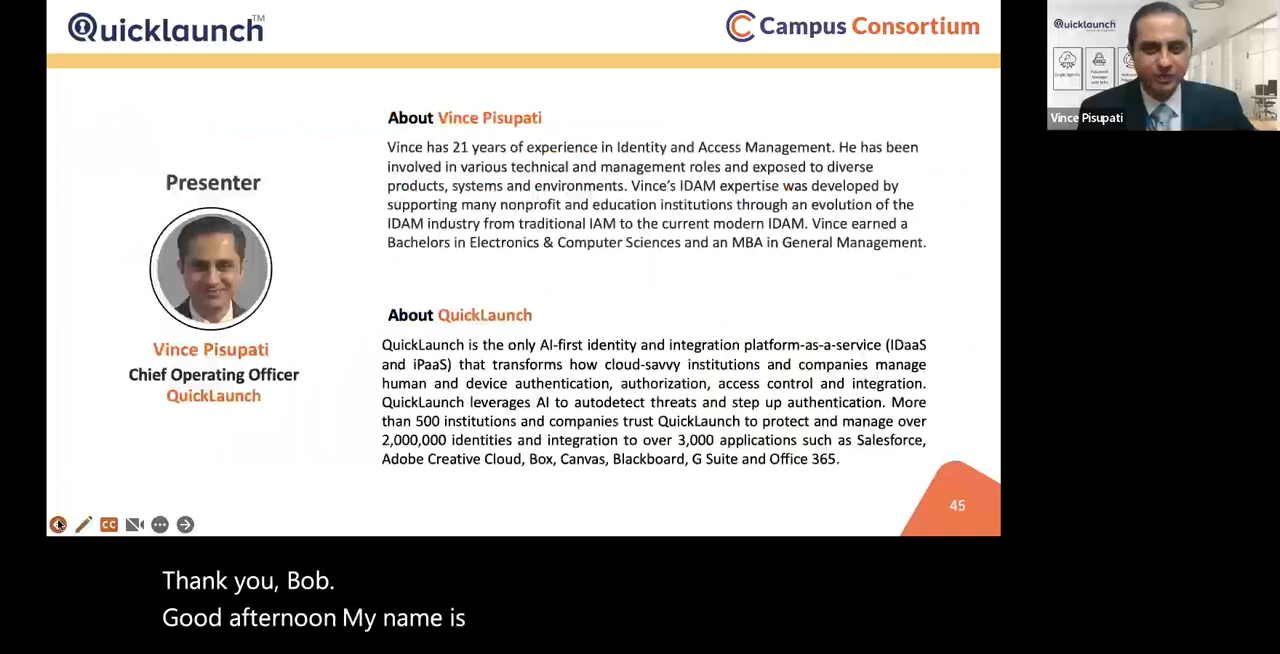 Quicklaunch™
Campus Consortium
Quicklaunch
Vince Pisupati
About Vince Pisupati
Vince has 21 years of experience in Identity and Access Management. He has been
involved in various technical and management roles and exposed to diverse
products, systems and environments. Vince's IDAM expertise was developed by
supporting many nonprofit and education institutions through an evolution of the
IDAM industry from traditional IAM to the current modern IDAM. Vince earned a
Bachelors in Electronics & Computer Sciences and an MBA in General Management.
Presenter
Vince Pisupati
Chief Operating Officer
QuickLaunch
About QuickLaunch
QuickLaunch is the only AI-first identity and integration platform-as-a-service (IDaaS
and iPaaS) that transforms how cloud-savvy institutions and companies manage
human and device authentication, authorization, access control and integration.
QuickLaunch leverages AI to autodetect threats and step up authentication. More
than 500 institutions and companies trust QuickLaunch to protect and manage over
2,000,000 identities and integration to over 3,000 applications such as Salesforce,
Adobe Creative Cloud, Box, Canvas, Blackboard, G Suite and Office 365.
45
CC
Thank you, Bob.
Good afternoon My name is